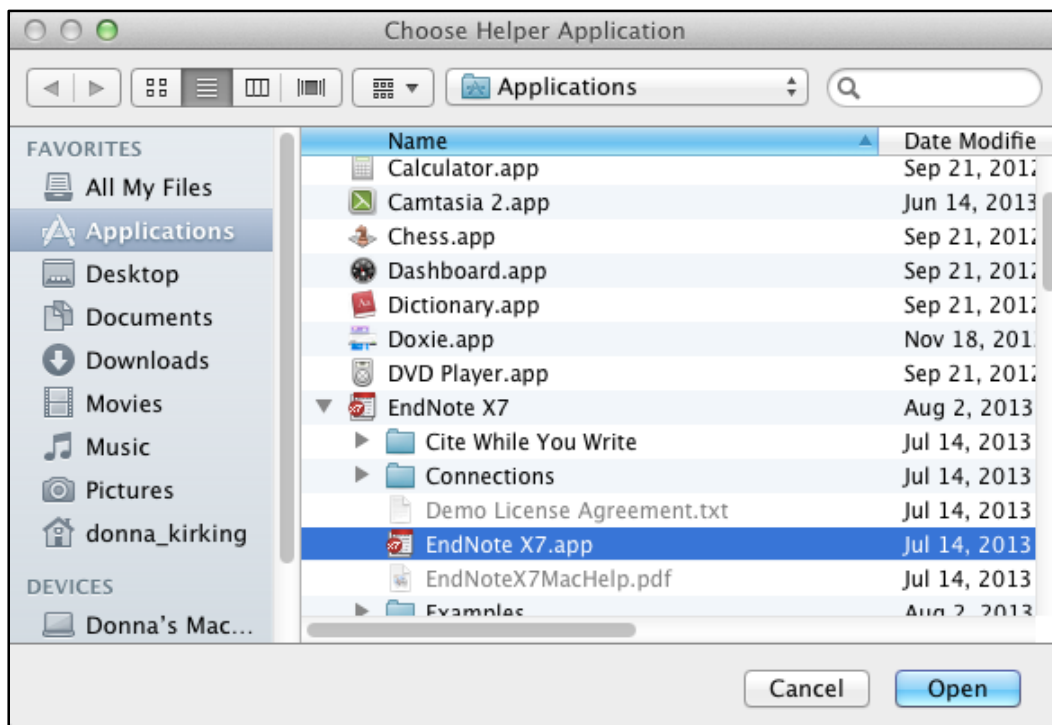 Choose Helper Application
Applications
FAVORITES
All My Files
Applications
Desktop
Documents
Downloads
Movies
Music
Pictures
donna_kirking
DEVICES
Donna's Mac...
Name Date Modifie
Calculator.app Sep 21, 2012
Camtasia 2.app Jun 14, 2013
Chess.app Sep 21, 2012
Dashboard.app Sep 21, 2012
Dictionary.app Sep 21, 2012
Doxie.app Nov 18, 201
DVD Player.app Sep 21, 2012
EndNote X7 Aug 2, 2013
Cite While You Write Jul 14, 2013
Connections Jul 14, 2013
Demo License Agreement.txt Jul 14, 2013
EndNote X7.app Jul 14, 2013
EndNoteX7MacHelp.pdf Jul 14, 2013
Examples Aug 2, 2013
Cancel Open